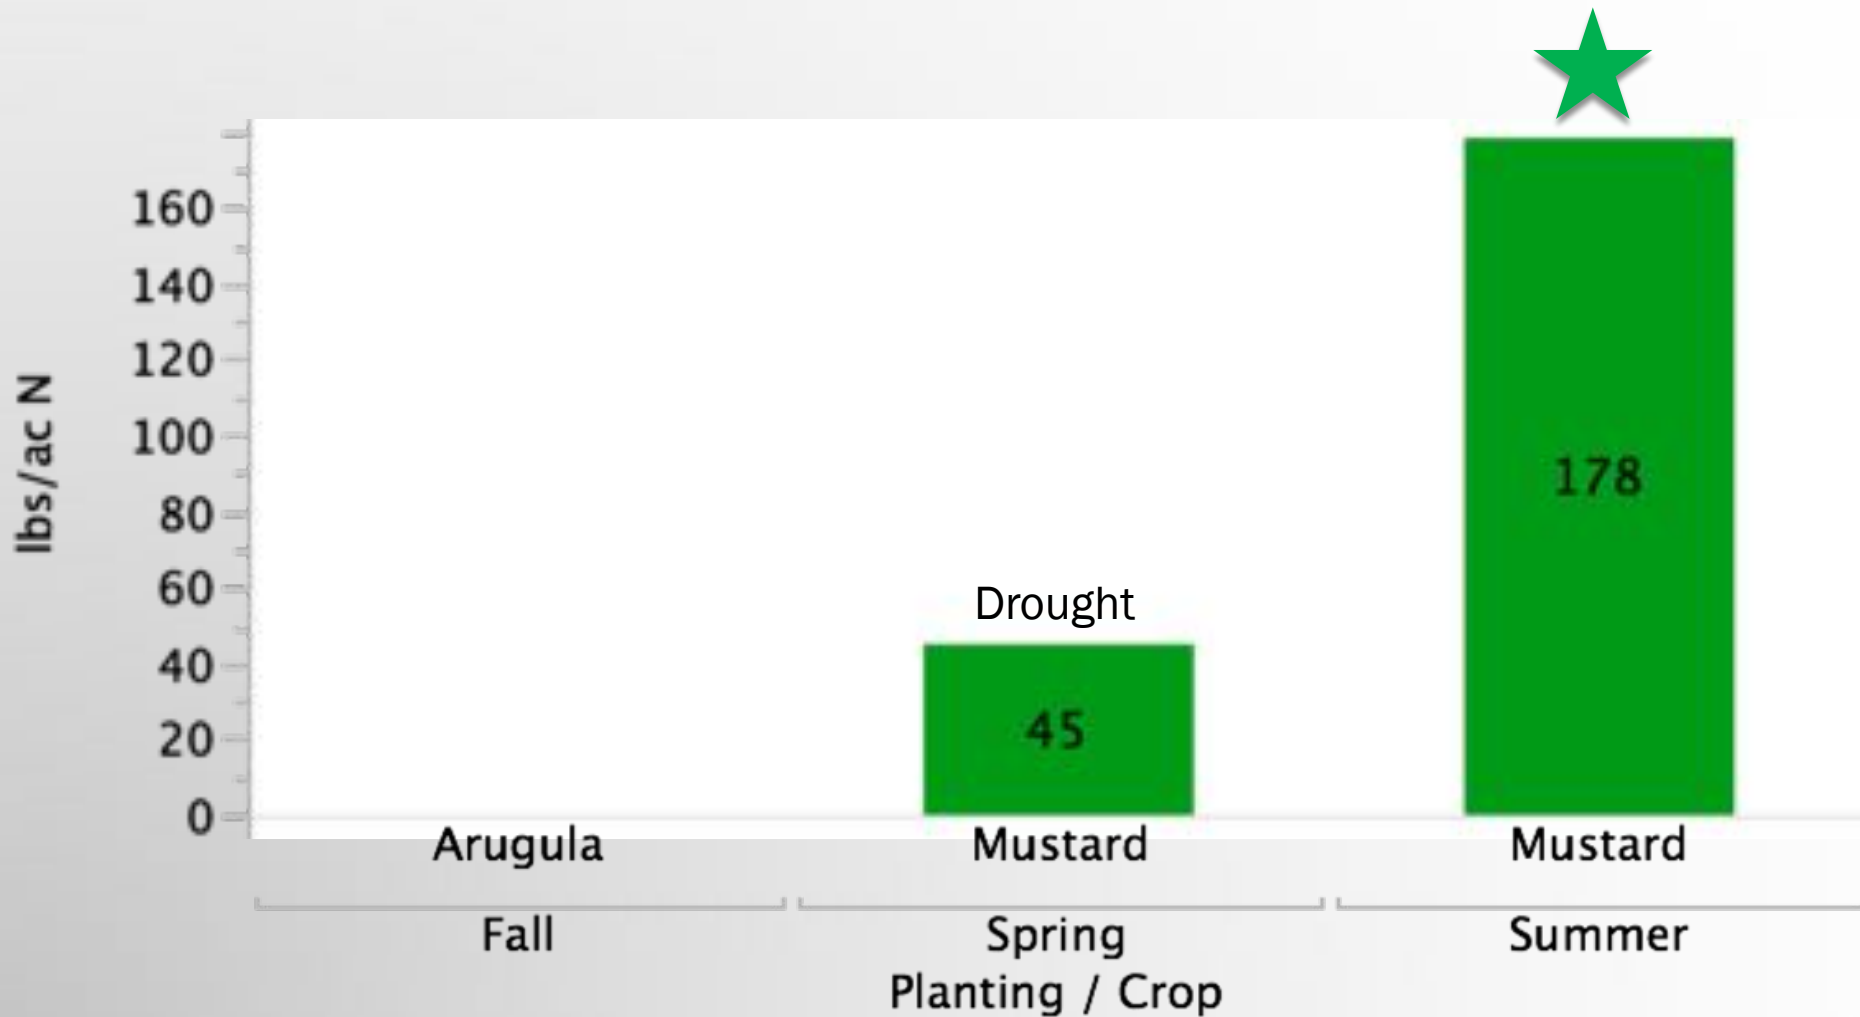 lbs/ac N
160
140
120
100
80
60
40
20
0
Drought
45
178
Arugula Mustard Mustard
Fall Spring Summer
Planting / Crop